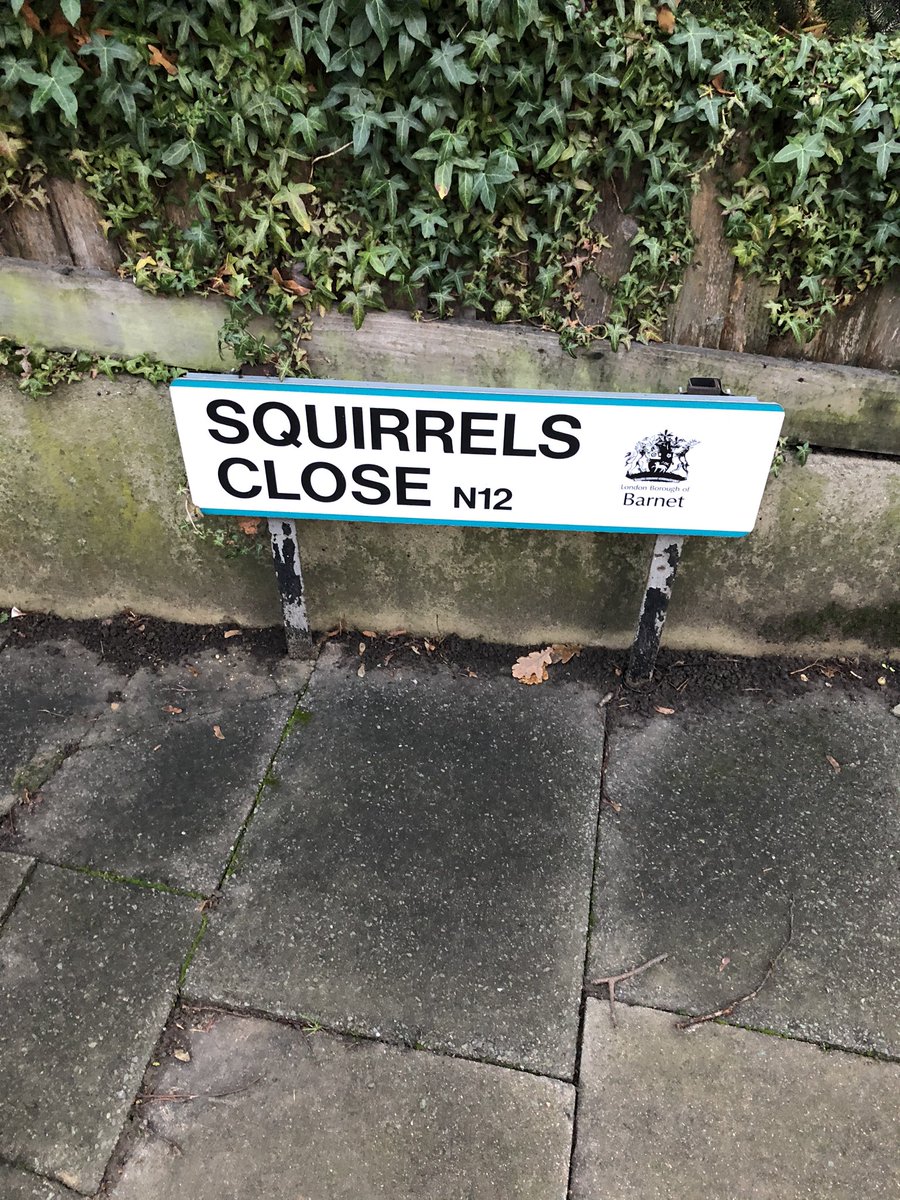 SQUIRRELS
CLOSE N12
London Borough of
Barnet